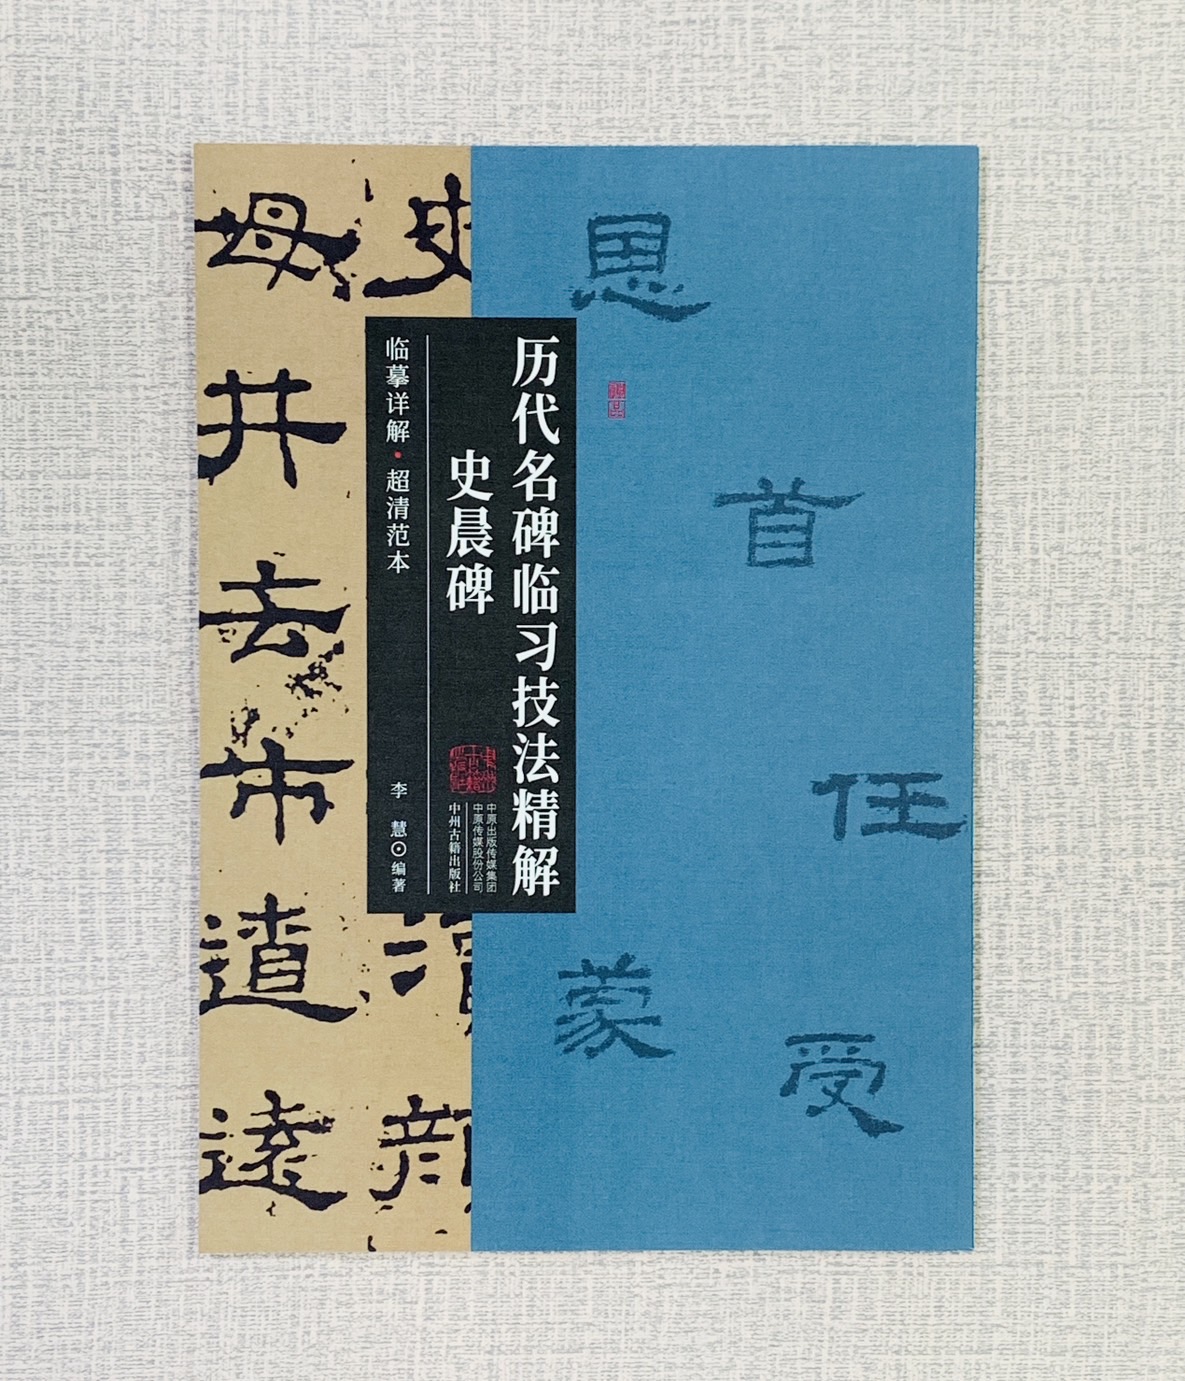 历代名碑临习技法精解
史晨碑
中原出版传媒集团
中原传媒股份公司
中州古籍出版社
临摹详解·超清范本
李慧⊙编著
恩
首
任
受
蒙
史
顔
母井去市遺遠